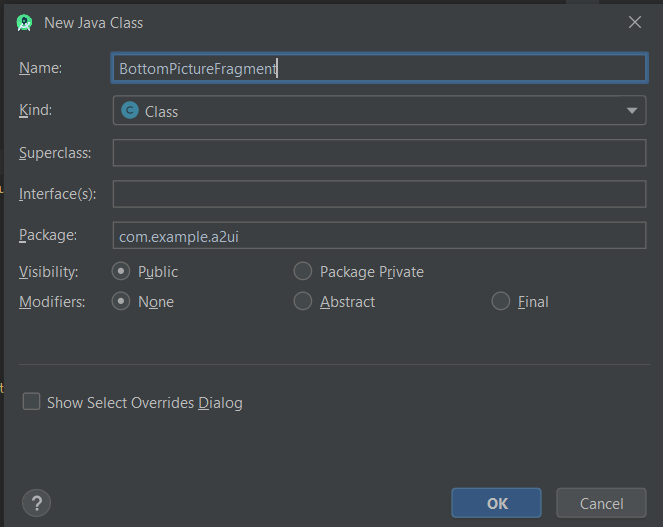 New Java Class
Name: BottomPictureFragment
Kind: C Class
Superclass:
Interface(s):
Package: com.example.a2ui
Visibility: Public Package Private
Modifiers: None Abstract Final
Show Select Overrides Dialog
? OK Cancel